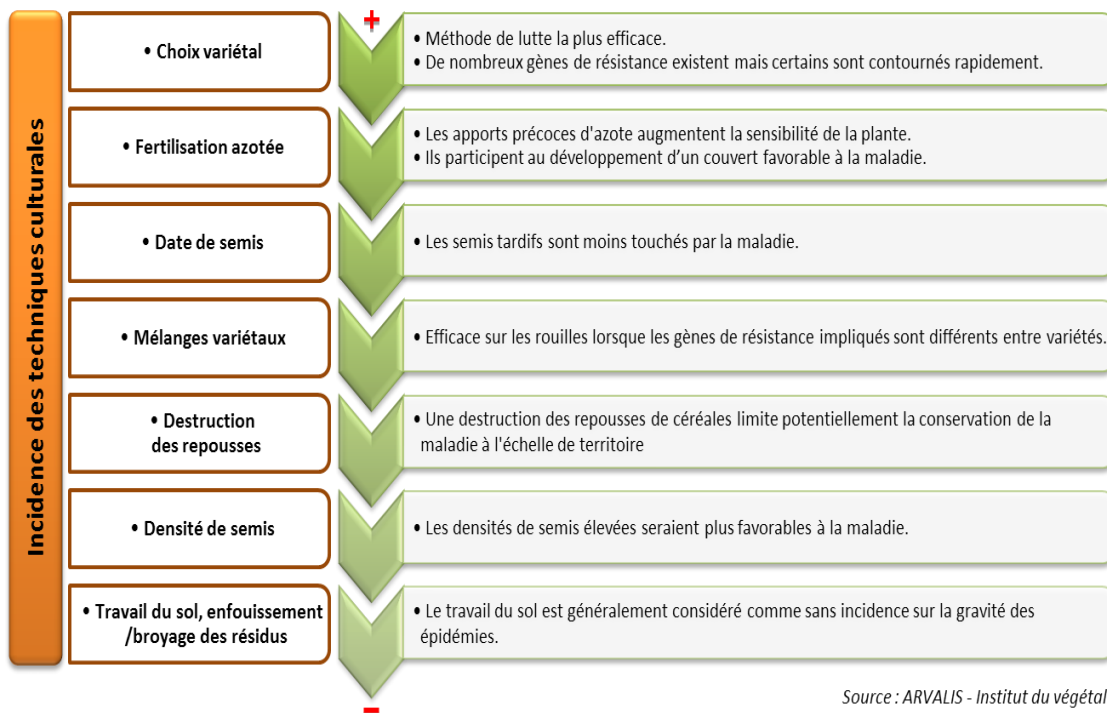 Incidence des techniques culturales
+
• Choix variétal
• Méthode de lutte la plus efficace.
• De nombreux gènes de résistance existent mais certains sont contournés rapidement.
• Fertilisation azotée
• Les apports précoces d'azote augmentent la sensibilité de la plante.
• Ils participent au développement d'un couvert favorable à la maladie.
• Date de semis
• Les semis tardifs sont moins touchés par la maladie.
• Mélanges variétaux
• Efficace sur les rouilles lorsque les gènes de résistance impliqués sont différents entre variétés.
• Destruction
des repousses
• Une destruction des repousses de céréales limite potentiellement la conservation de la
maladie à l'échelle de territoire
• Densité de semis
• Les densités de semis élevées seraient plus favorables à la maladie.
• Travail du sol, enfouissement
/broyage des résidus
• Le travail du sol est généralement considéré comme sans incidence sur la gravité des
épidémies.
-
Source : ARVALIS - Institut du végétal